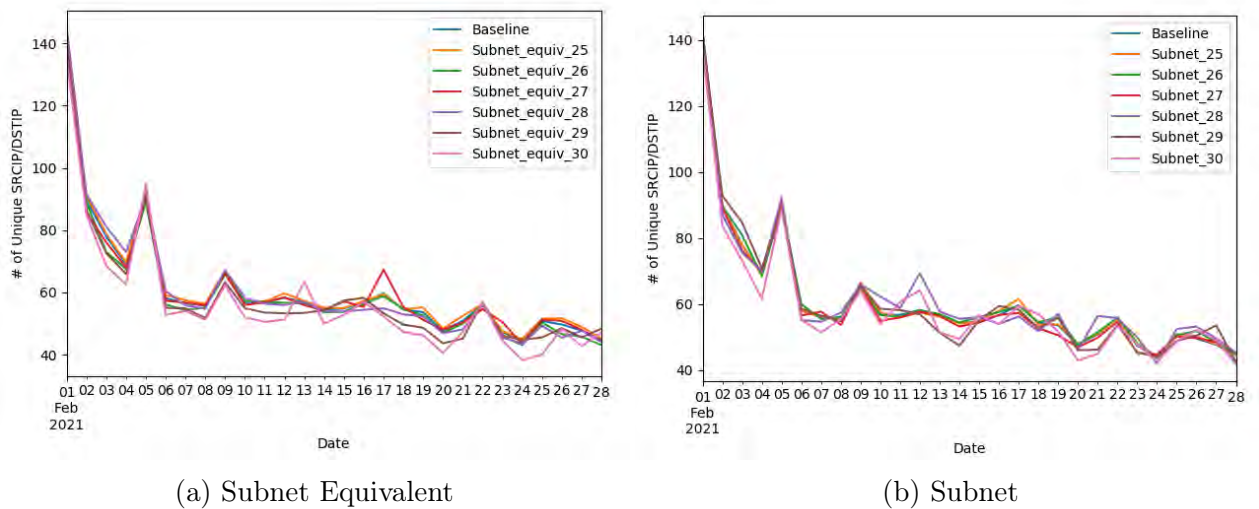 Baseline
Subnet_equiv_25
Subnet_equiv_26
Subnet_equiv_27
Subnet_equiv_28
Subnet_equiv_29
Subnet_equiv_30
# of Unique SRCIP/DSTIP
140
120
100
80
60
40
01 02 03 04 05 06 07 08 09 10 11 12 13 14 15 16 17 18 19 20 21 22 23 24 25 26 27 28
Feb
2021
Date
(a) Subnet Equivalent
Baseline
Subnet_25
Subnet_26
Subnet_27
Subnet_28
Subnet_29
Subnet_30
# of Unique SRCIP/DSTIP
140
120
100
80
60
40
01 02 03 04 05 06 07 08 09 10 11 12 13 14 15 16 17 18 19 20 21 22 23 24 25 26 27 28
Feb
2021
Date
(b) Subnet